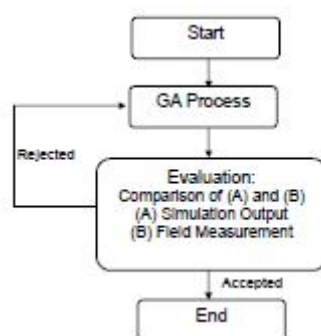 Start
GA Process
Rejected
Evaluation:
Comparison of (A) and (B)
(A) Simulation Output
(B) Field Measurement
Accepted
End